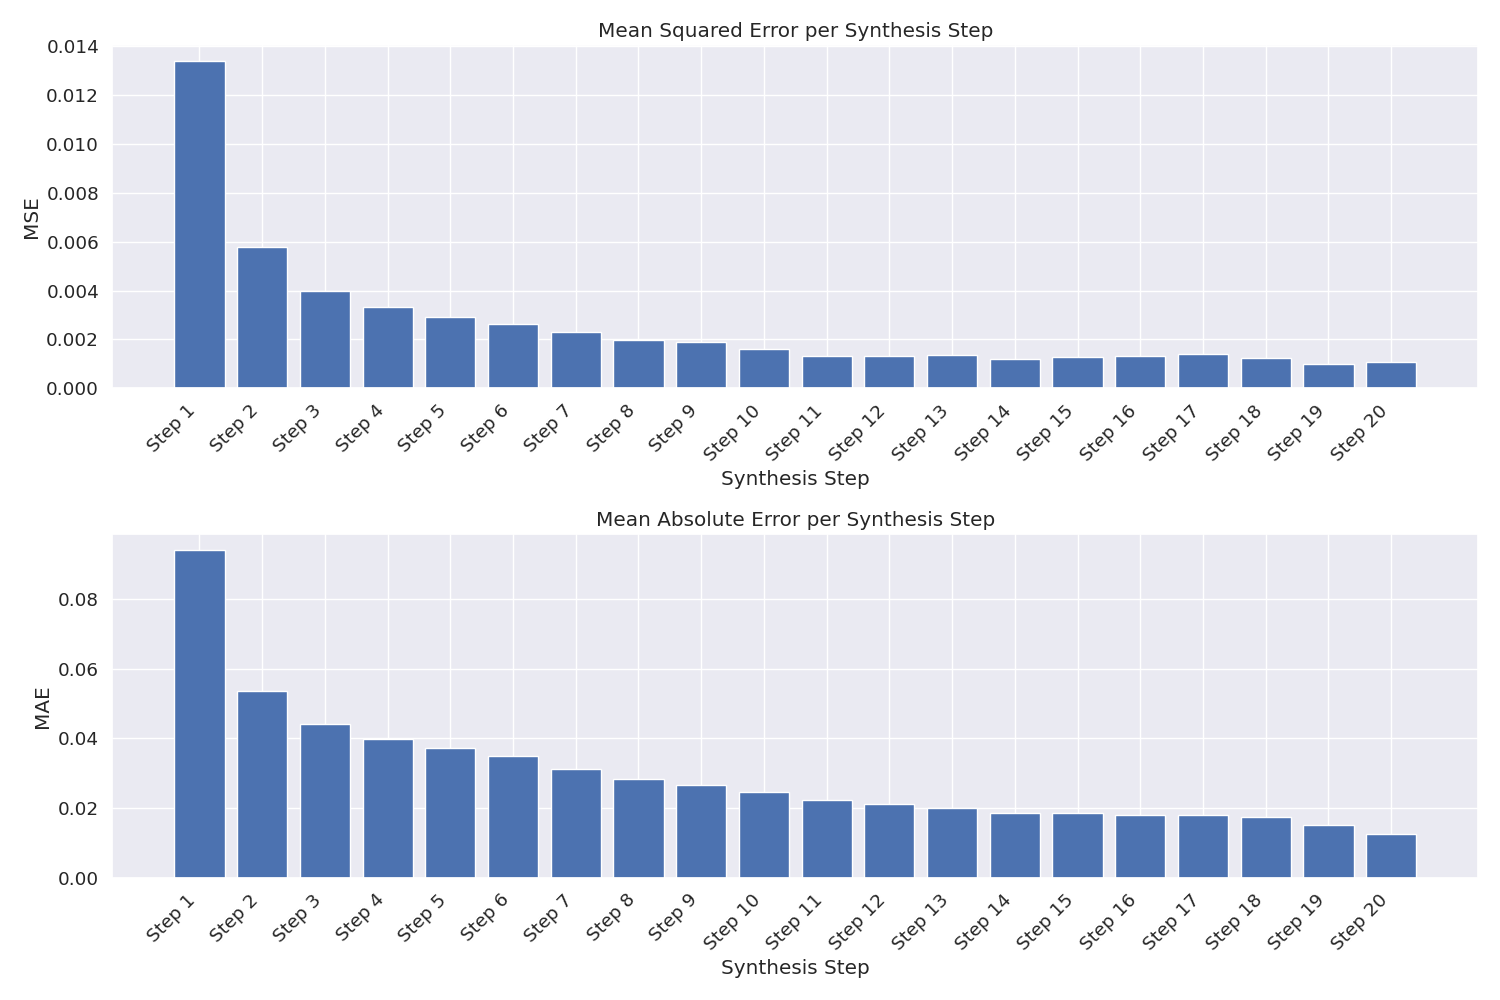 Mean Squared Error per Synthesis Step
0.014
0.012
0.010
0.008
0.006
0.004
0.002
0.000
MSE
Step 1
Step 2
Step 3
Step 4
Step 5
Step 6
Step 7
Step 8
Step 9
Step 10
Step 11
Step 12
Step 13
Step 14
Step 15
Step 16
Step 17
Step 18
Step 19
Step 20
Synthesis Step
Mean Absolute Error per Synthesis Step
0.08
0.06
0.04
0.02
0.00
MAE
Step 1
Step 2
Step 3
Step 4
Step 5
Step 6
Step 7
Step 8
Step 9
Step 10
Step 11
Step 12
Step 13
Step 14
Step 15
Step 16
Step 17
Step 18
Step 19
Step 20
Synthesis Step